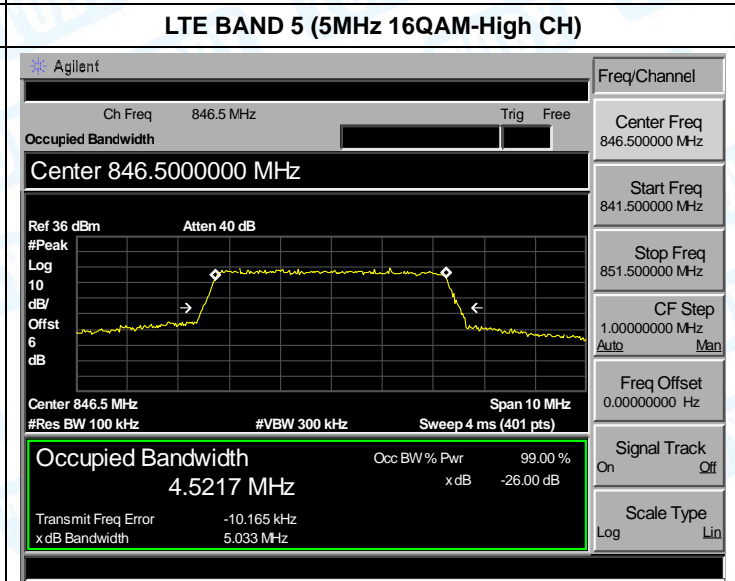 LTE BAND 5 (5MHz 16QAM-High CH)
Agilent
Freq/Channel
Ch Freq 846.5 MHz Trig Free
Occupied Bandwidth
Center 846.5000000 MHz
Center Freq
846.500000 MHz
Start Freq
841.500000 MHz
Stop Freq
851.500000 MHz
CF Step
1.00000000 MHz
Auto Man
Freq Offset
0.00000000 Hz
Signal Track
On Off
Scale Type
Log Lin
Ref 36 dBm Atten 40 dB
#Peak
Log
10
dB/
Offst
6
dB
Center 846.5 MHz Span 10 MHz
#Res BW 100 kHz #VBW 300 kHz Sweep 4 ms (401 pts)
Occupied Bandwidth Occ BW % Pwr 99.00 %
4.5217 MHz x dB -26.00 dB
Transmit Freq Error -10.165 kHz
x dB Bandwidth 5.033 MHz